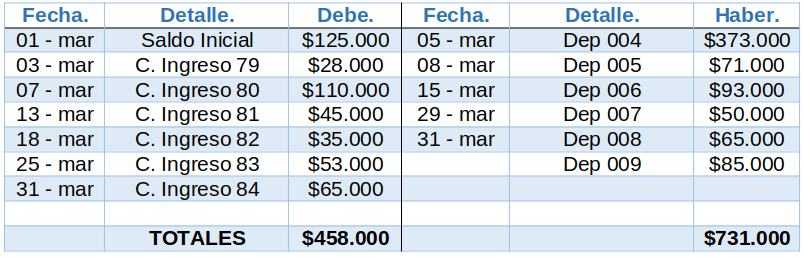 Fecha. Detalle. Debe. Fecha. Detalle. Haber.
01 - mar Saldo Inicial $125.000 05 - mar Dep 004 $373.000
03 - mar C. Ingreso 79 $28.000 08 - mar Dep 005 $71.000
07 - mar C. Ingreso 80 $110.000 15 - mar Dep 006 $93.000
13 - mar C. Ingreso 81 $45.000 29 - mar Dep 007 $50.000
18 - mar C. Ingreso 82 $35.000 31 - mar Dep 008 $65.000
25 - mar C. Ingreso 83 $53.000 Dep 009 $85.000
31 - mar C. Ingreso 84 $65.000
TOTALES $458.000 $731.000